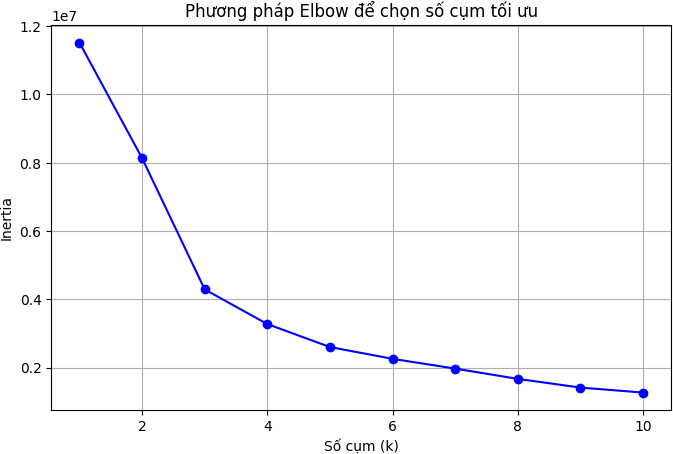 Phương pháp Elbow để chọn số cụm tối ưu
1e7
1.2
1.0
0.8
0.6
0.4
0.2
Inertia
2 4 6 8 10
Số cụm (k)